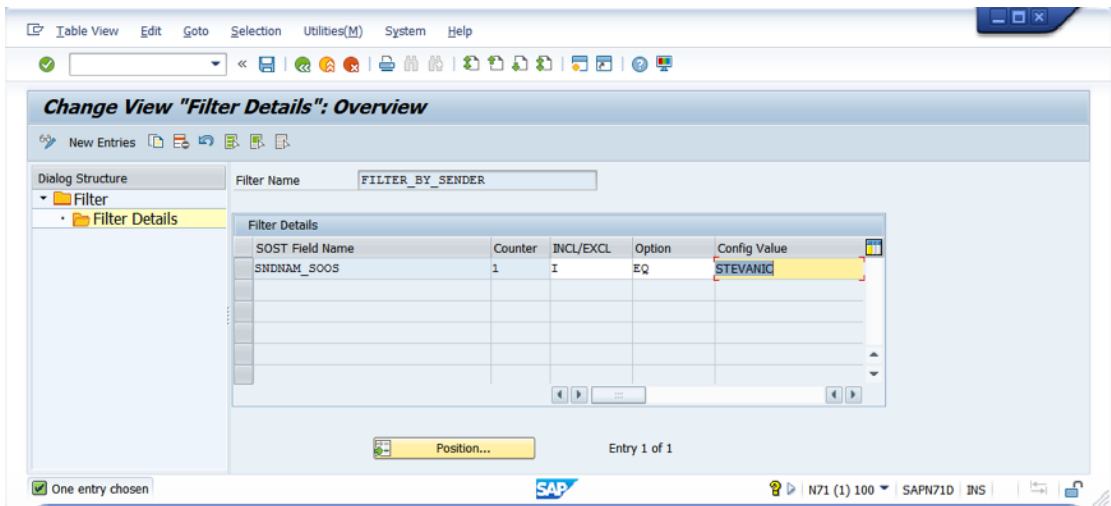 Table View Edit Goto Selection Utilities(M) System Help
Change View "Filter Details": Overview
New Entries
Dialog Structure
Filter
Filter Details
Filter Name FILTER_BY_SENDER
Filter Details
SOST Field Name Counter INCL/EXCL Option Config Value
SNDNAM_SOOS 1 I EQ STEVANIC
Position... Entry 1 of 1
One entry chosen SAP N71 (1) 100 SAPN71D INS